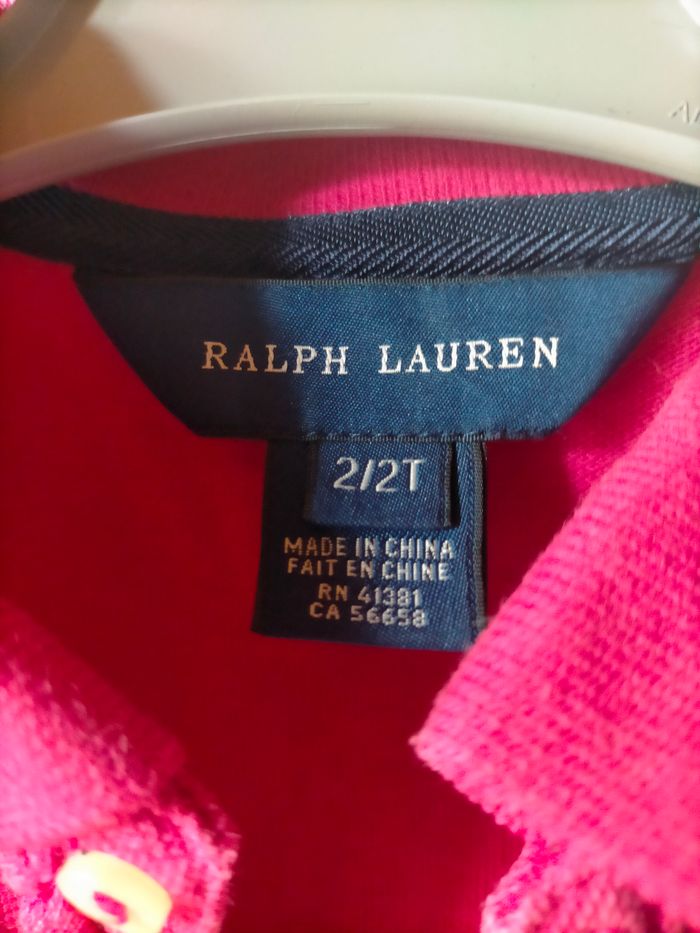 RALPH LAUREN
2/2T
MADE IN CHINA
FAIT EN CHINE
RN 41381
CA 56658